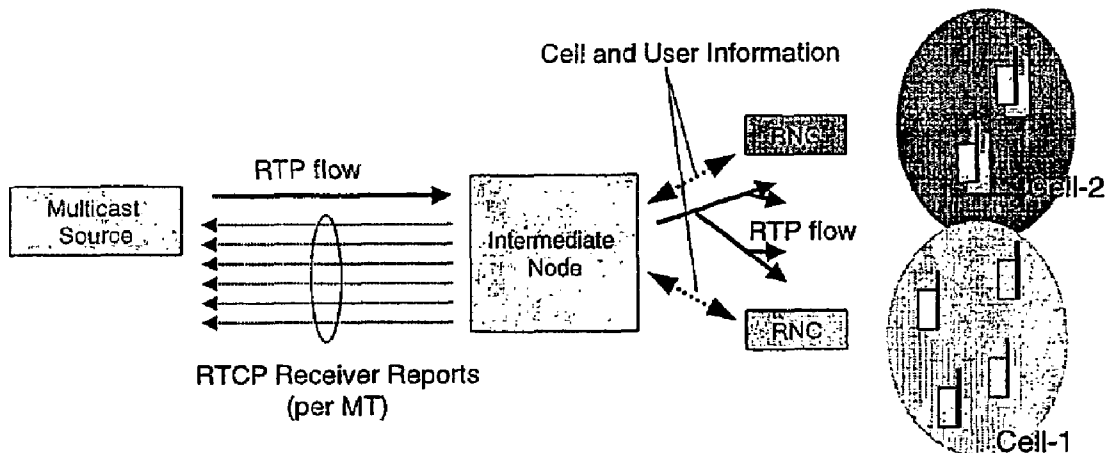 Cell and User Information
RNC
Cell-2
RTP flow
Multicast
Source
Intermediate
Node
RTP flow
RNC
RTCP Receiver Reports
(per MT)
Cell-1